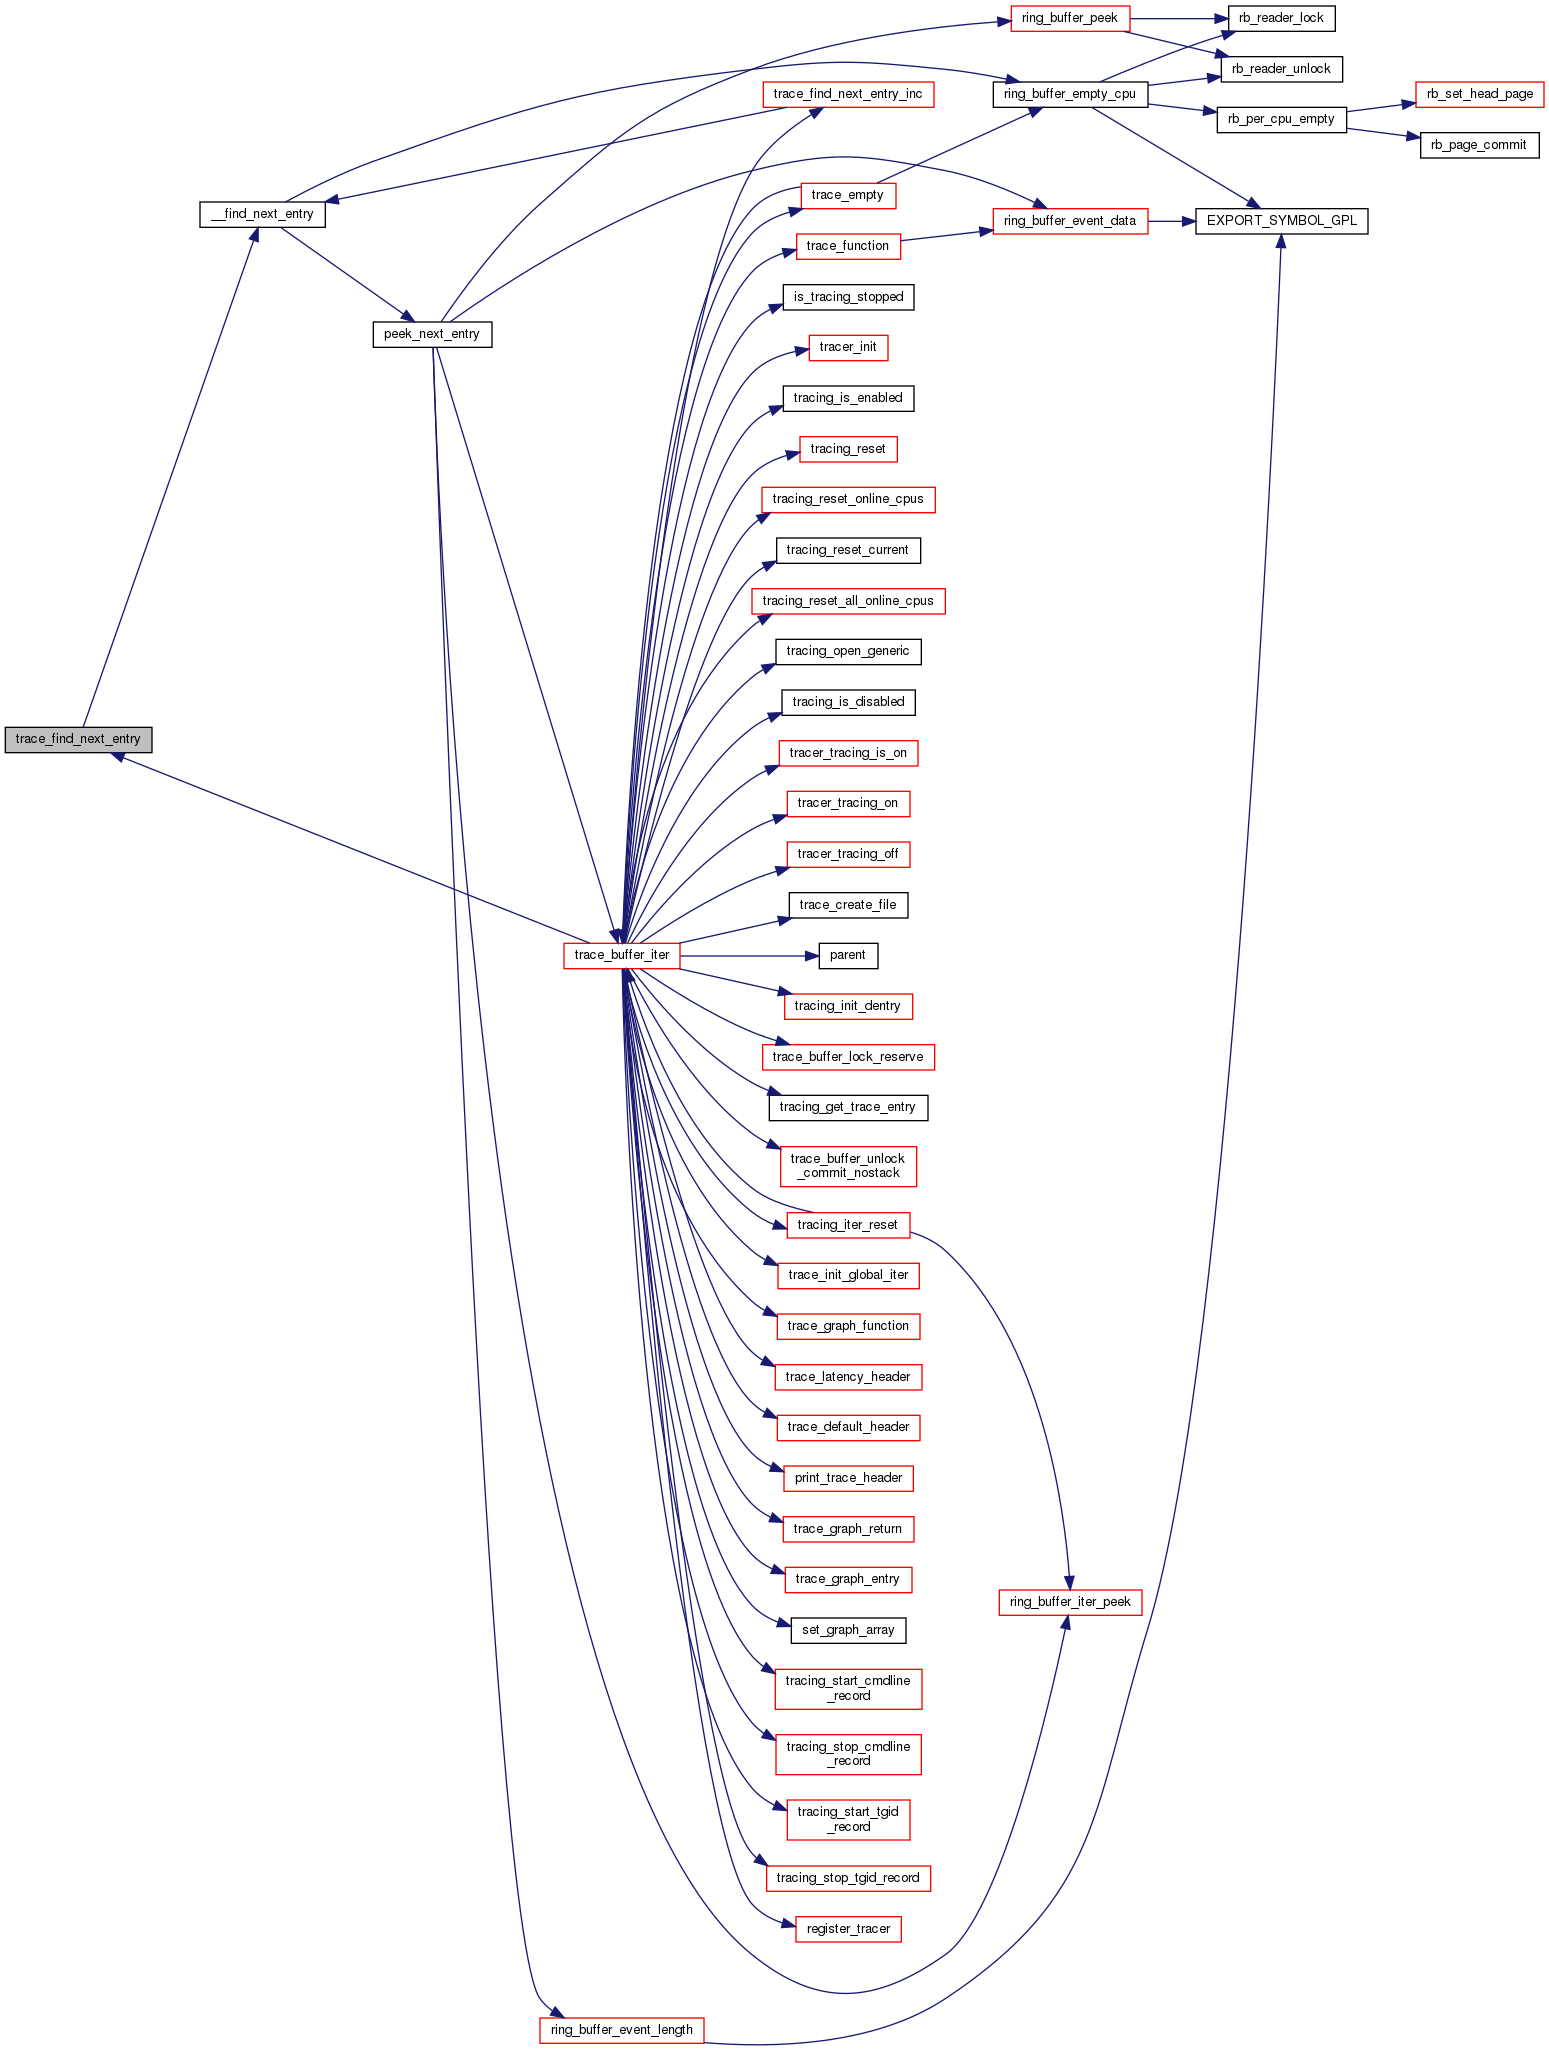 ring_buffer_peek
rb_reader_lock
rb_reader_unlock
trace_find_next_entry_inc
ring_buffer_empty_cpu
rb_set_head_page
rb_per_cpu_empty
rb_page_commit
trace_empty
__find_next_entry
ring_buffer_event_data
EXPORT_SYMBOL_GPL
trace_function
is_tracing_stopped
peek_next_entry
tracer_init
tracing_is_enabled
tracing_reset
tracing_reset_online_cpus
tracing_reset_current
tracing_reset_all_online_cpus
tracing_open_generic
tracing_is_disabled
trace_find_next_entry
tracer_tracing_is_on
tracer_tracing_on
tracer_tracing_off
trace_create_file
trace_buffer_iter
parent
tracing_init_dentry
trace_buffer_lock_reserve
tracing_get_trace_entry
trace_buffer_unlock
_commit_nostack
tracing_iter_reset
trace_init_global_iter
trace_graph_function
trace_latency_header
trace_default_header
print_trace_header
trace_graph_return
trace_graph_entry
ring_buffer_iter_peek
set_graph_array
tracing_start_cmdline
_record
tracing_stop_cmdline
_record
tracing_start_tgid
_record
tracing_stop_tgid_record
register_tracer
ring_buffer_event_length